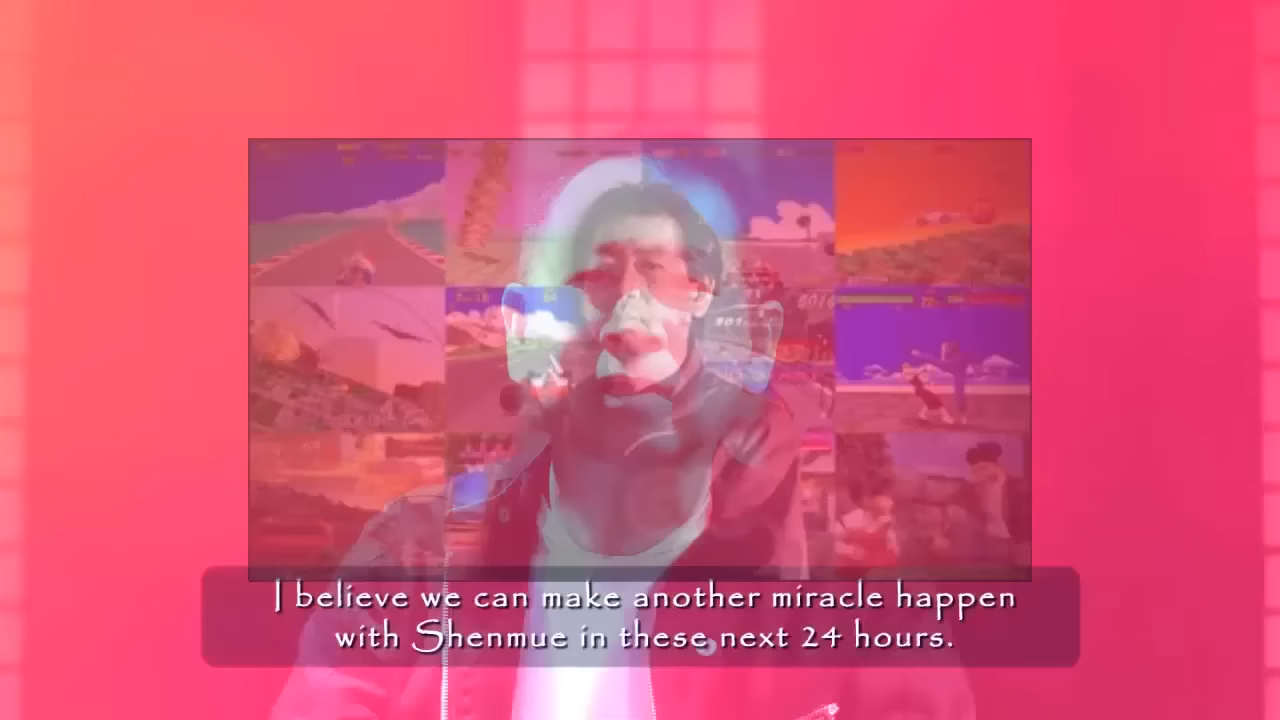 I believe we can make another miracle happen
with Shenmue in these next 24 hours.